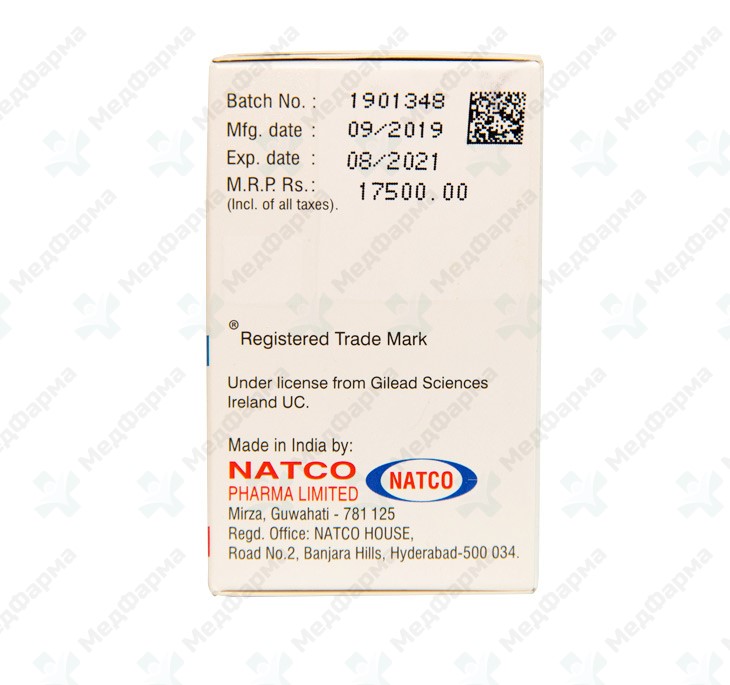 Batch No. : 1901348
Mfg. date : 09/2019
Exp. date : 08/2021
M.R.P. Rs.: 17500.00
(Incl. of all taxes).
® Registered Trade Mark
Under license from Gilead Sciences
Ireland UC.
Made in India by:
NATCO
PHARMA LIMITED
NATCO
Mirza, Guwahati - 781 125
Regd. Office: NATCO HOUSE,
Road No.2, Banjara Hills, Hyderabad-500 034.
МедФарма